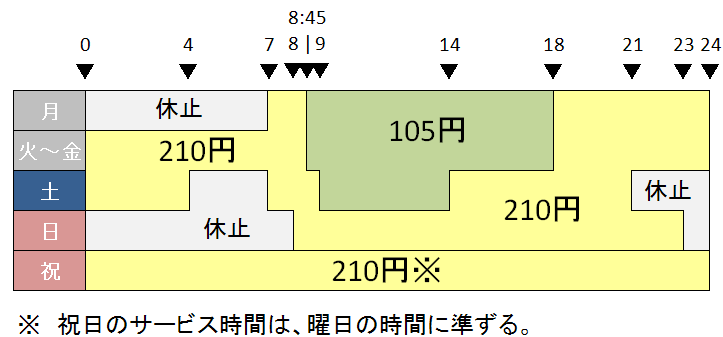 8:45
0 4 7 8 | 9 14 18 21 23 24
月 休止
105円
火～金 210円
土 休止
210円
日 休止
祝 210円※
※ 祝日のサービス時間は、曜日の時間に準ずる。